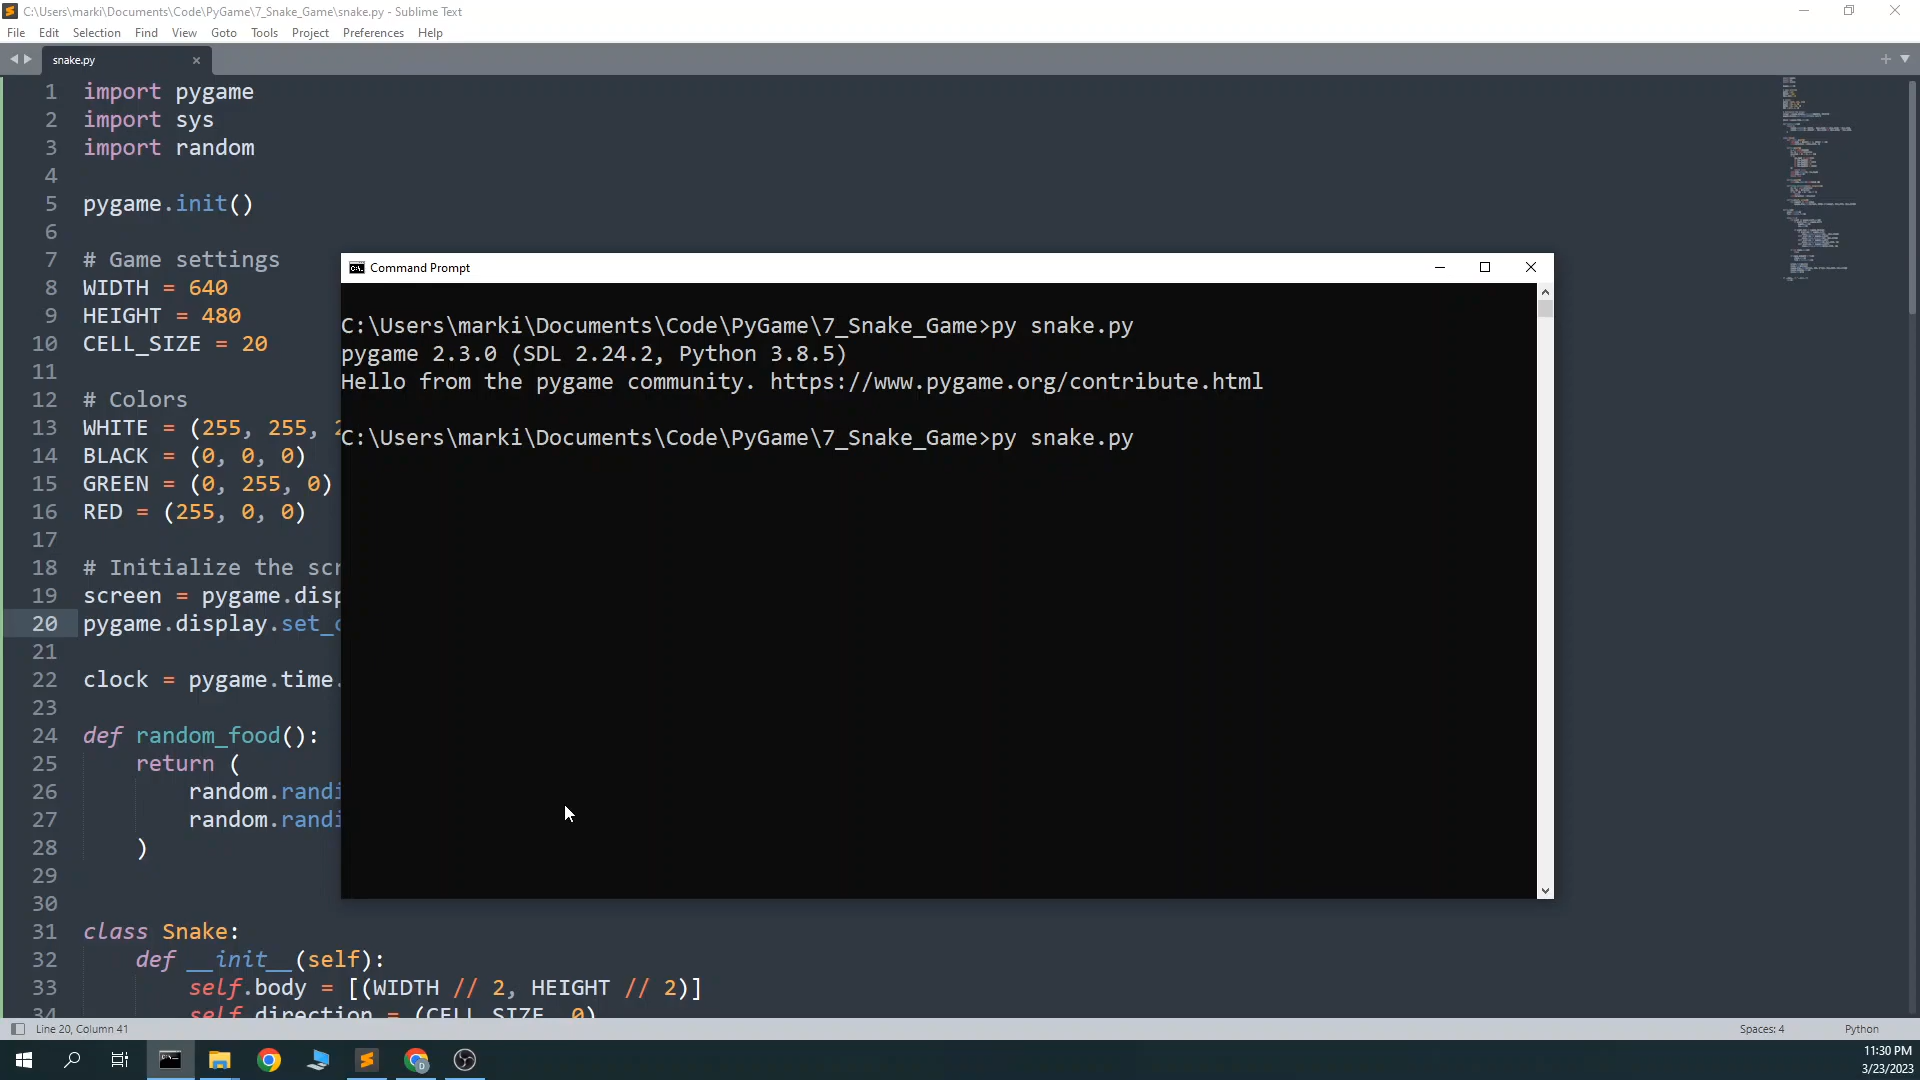 C:\Users\marki\Documents\Code\PyGame\7_Snake_Game\snake.py - Sublime Text
File Edit Selection Find View Goto Tools Project Preferences Help
snake.py
1 import pygame
2 import sys
3 import random
4
5 pygame.init()
6
7 # Game settings
8 WIDTH = 640
9 HEIGHT = 480
10 CELL_SIZE = 20
11
12 # Colors
13 WHITE = (255, 255, 2
14 BLACK = (0, 0, 0)
15 GREEN = (0, 255, 0)
16 RED = (255, 0, 0)
17
18 # Initialize the scr
19 screen = pygame.disp
20 pygame.display.set_c
21
22 clock = pygame.time.
23
24 def random_food():
25 return (
26 random.randi
27 random.randi
28 )
29
30
31 class Snake:
32 def __init__(self):
33 self.body = [(WIDTH // 2, HEIGHT // 2)]
34 self.direction = (CELL_SIZE, 0)
Command Prompt
C:\Users\marki\Documents\Code\PyGame\7_Snake_Game>py snake.py
pygame 2.3.0 (SDL 2.24.2, Python 3.8.5)
Hello from the pygame community. https://www.pygame.org/contribute.html
C:\Users\marki\Documents\Code\PyGame\7_Snake_Game>py snake.py
Line 20, Column 41
Spaces: 4
Python
11:30 PM
3/23/2023